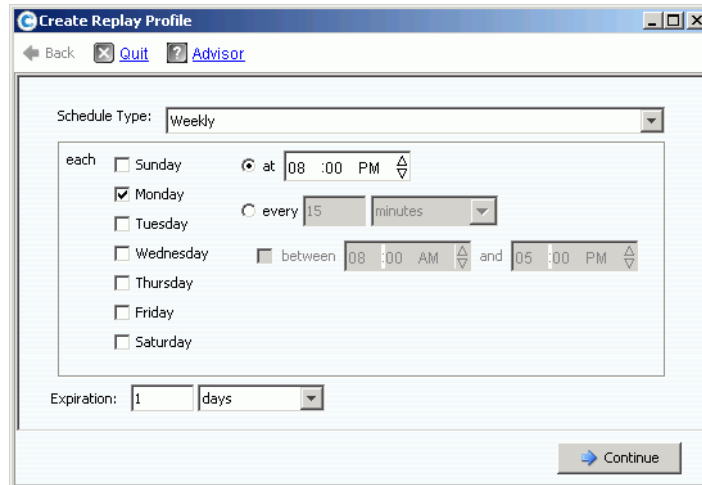 Create Replay Profile
Back Quit ? Advisor
Schedule Type: Weekly
each Sunday at 08 :00 PM
Monday
Tuesday every 15 minutes
Wednesday between 08 :00 AM and 05 :00 PM
Thursday
Friday
Saturday
Expiration: 1 days
Continue